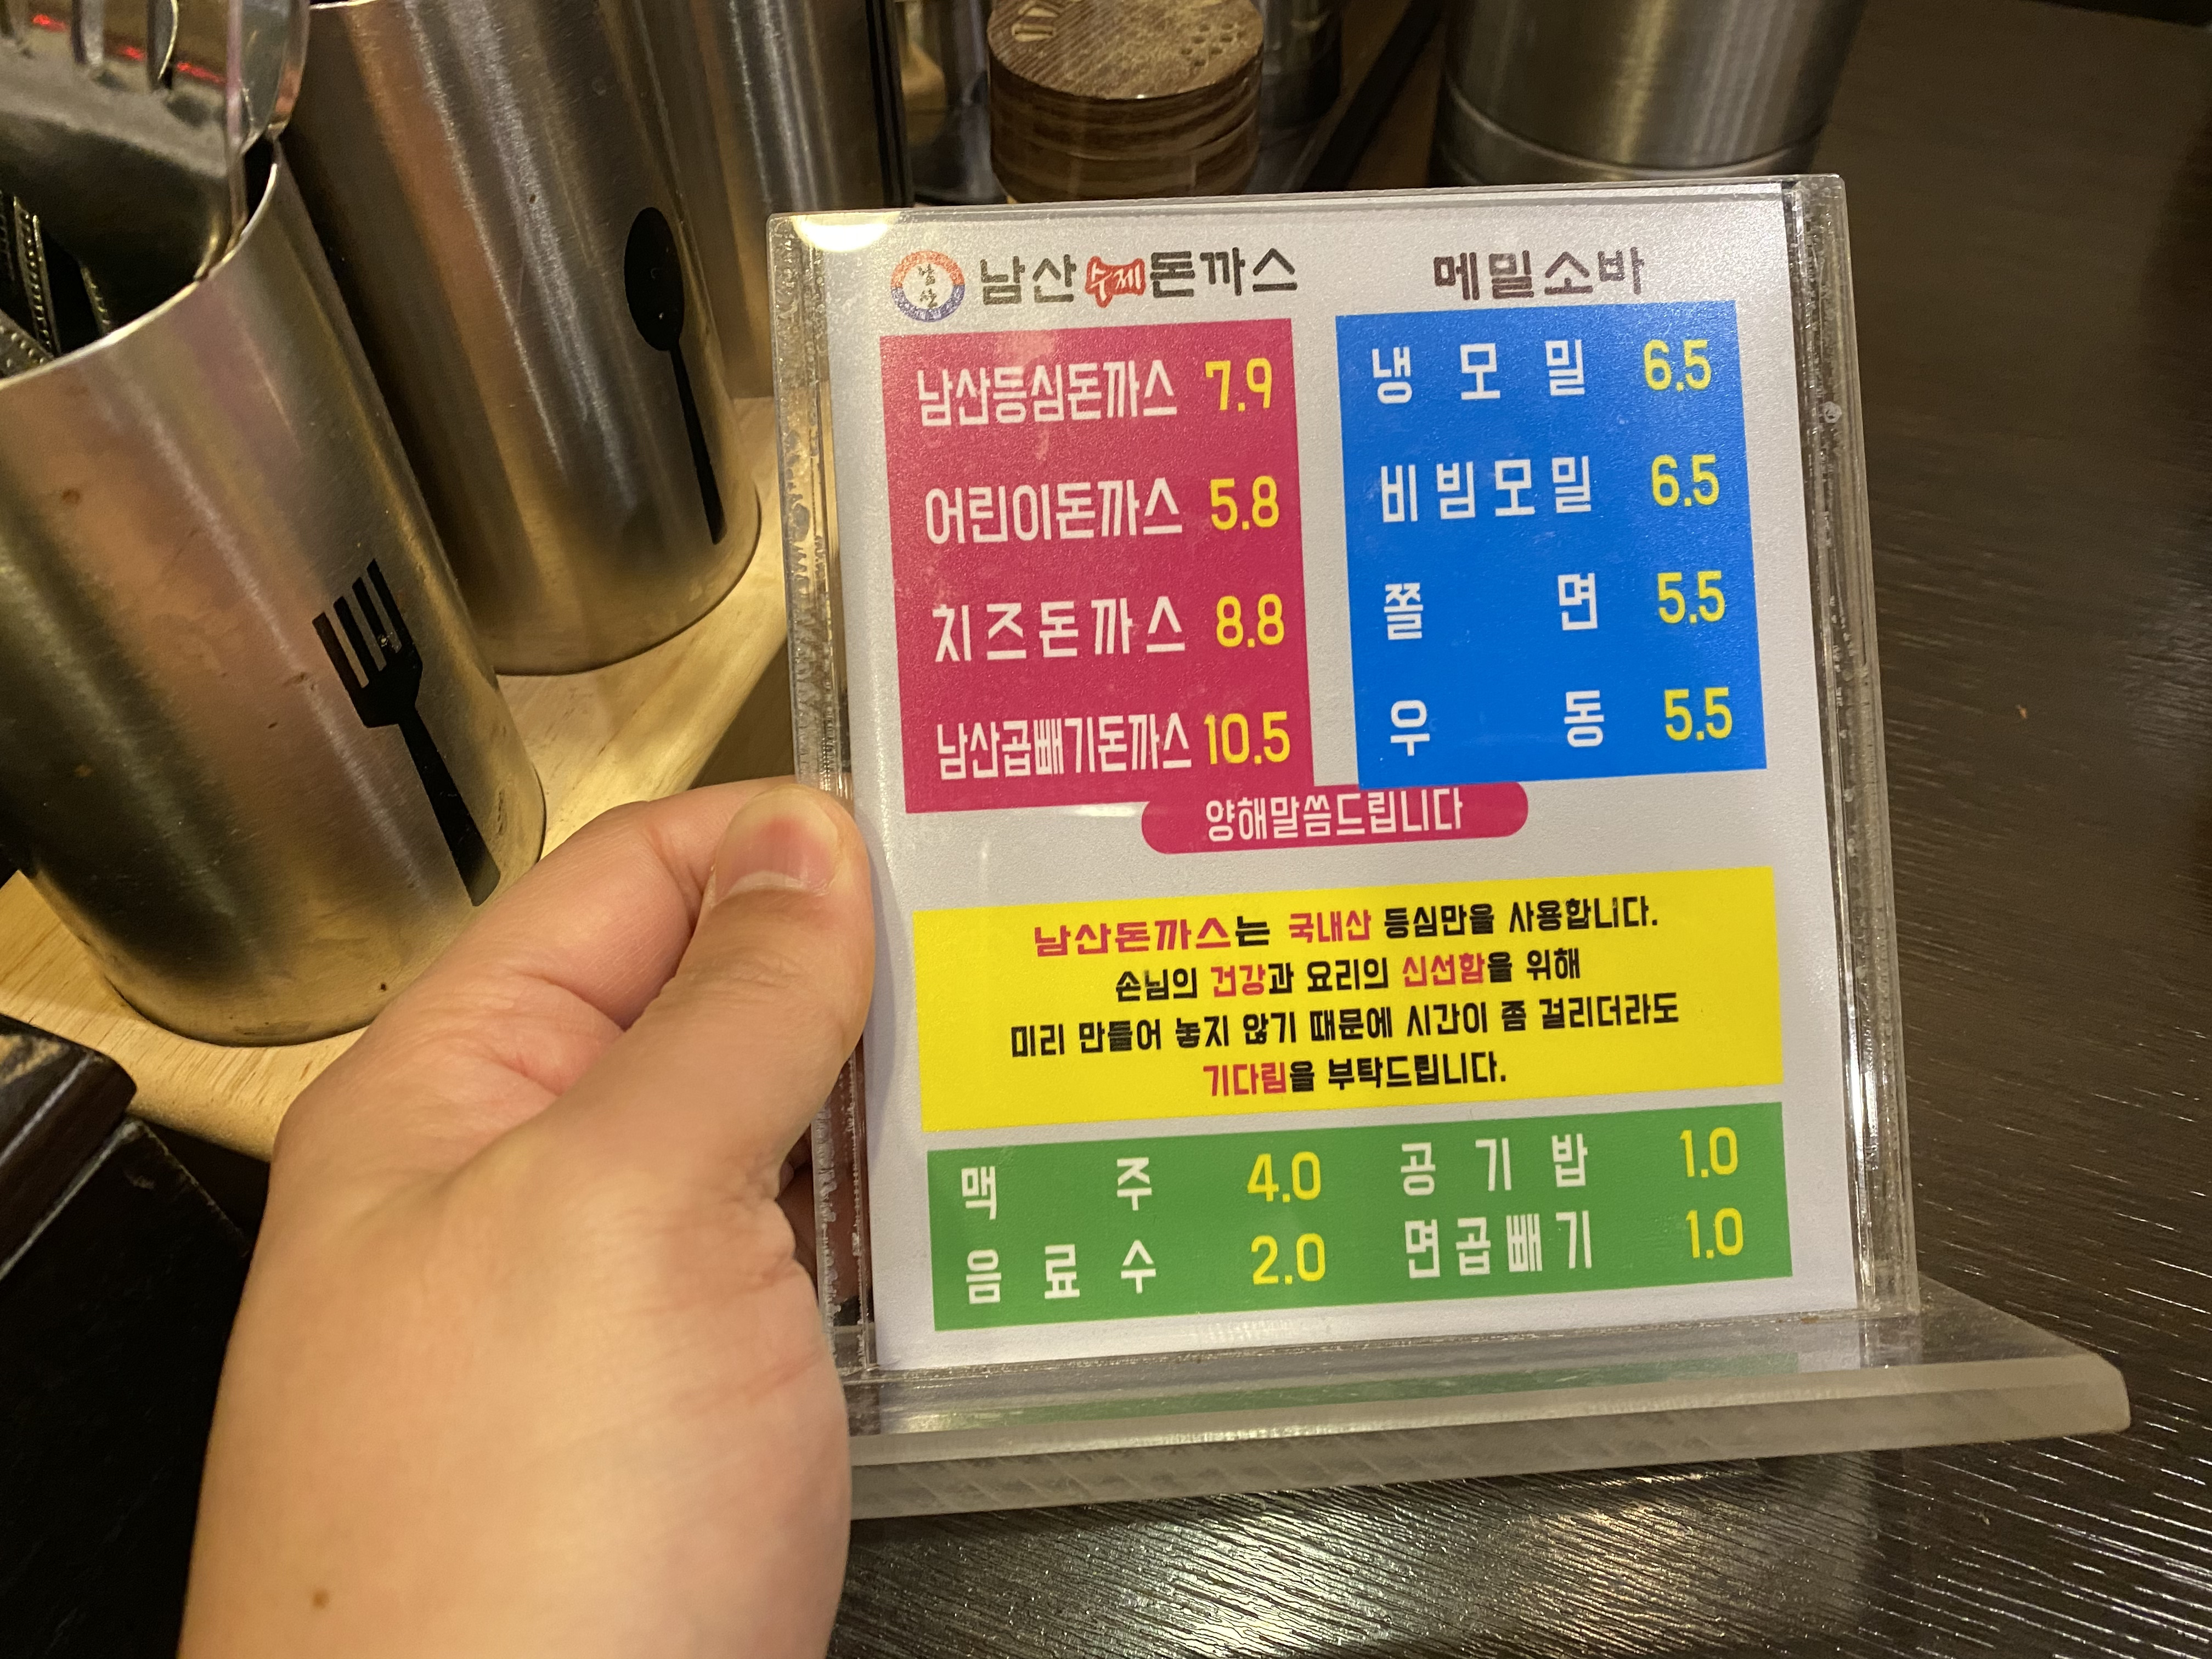 남산
남산수제돈까스
남산등심돈까스 7.9
어린이돈까스 5.8
치즈돈까스 8.8
남산곱빼기돈까스 10.5
메밀소바
냉모밀 6.5
비빔모밀 6.5
쫄면 5.5
우동 5.5
양해말씀드립니다
남산돈까스는 국내산 등심만을 사용합니다.
손님의 건강과 요리의 신선함을 위해
미리 만들어 놓지 않기 때문에 시간이 좀 걸리더라도
기다림을 부탁드립니다.
맥주 4.0 공기밥 1.0
음료수 2.0 면곱빼기 1.0